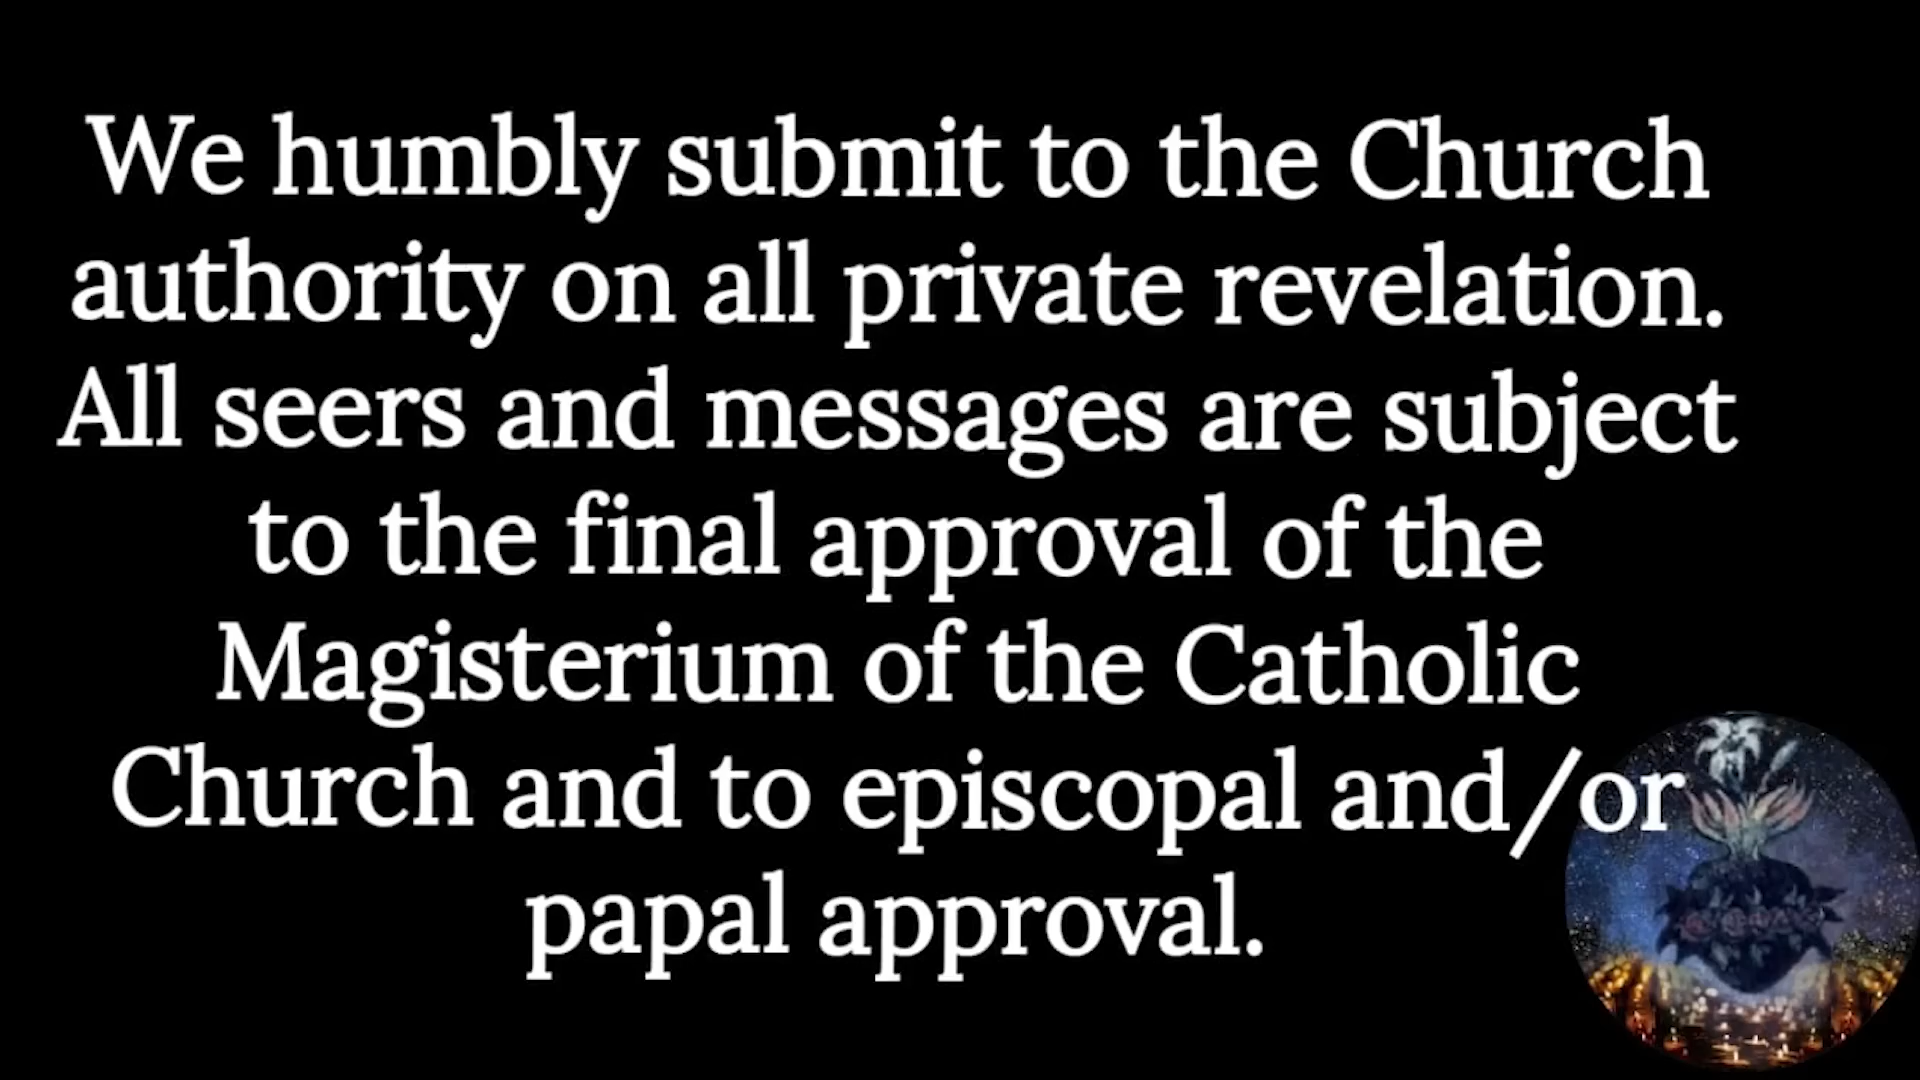 We humbly submit to the Church
authority on all private revelation.
All seers and messages are subject
to the final approval of the
Magisterium of the Catholic
Church and to episcopal and/or
papal approval.